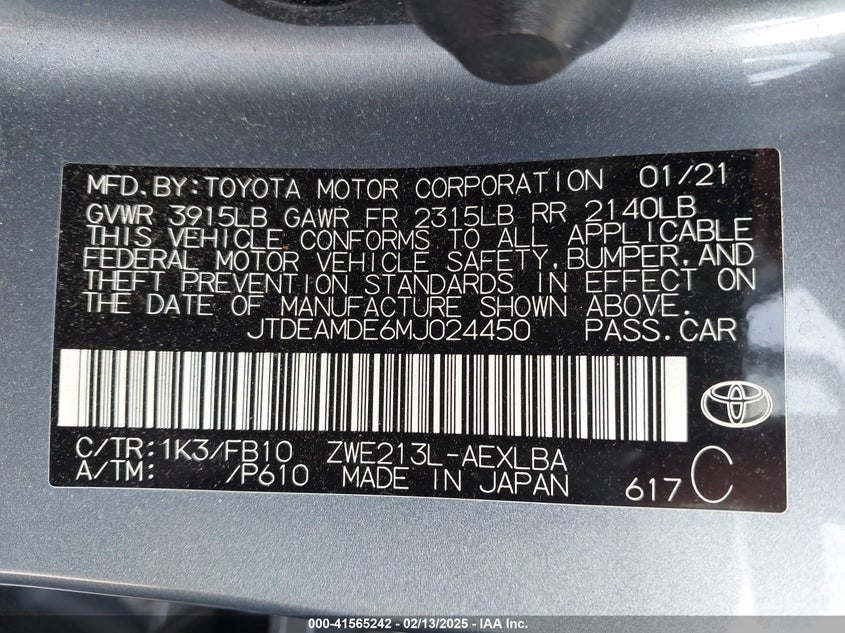 MFD.BY:TOYOTA MOTOR CORPORATION 01/21
GVWR 3915LB GAWR FR 2315LB RR 2140LB
THIS VEHICLE CONFORMS TO ALL APPLICABLE
FEDERAL MOTOR VEHICLE SAFETY,BUMPER,AND
THEFT PREVENTION STANDARDS IN EFFECT ON
THE DATE OF MANUFACTURE SHOWN ABOVE.
JTDEAMDE6MJ024450 PASS.CAR
C/TR:1K3/FB10 ZWE213L-AEXLBA
A/TM: /P610 MADE IN JAPAN 617C
000-41565242 - 02/13/2025 - IAA Inc.